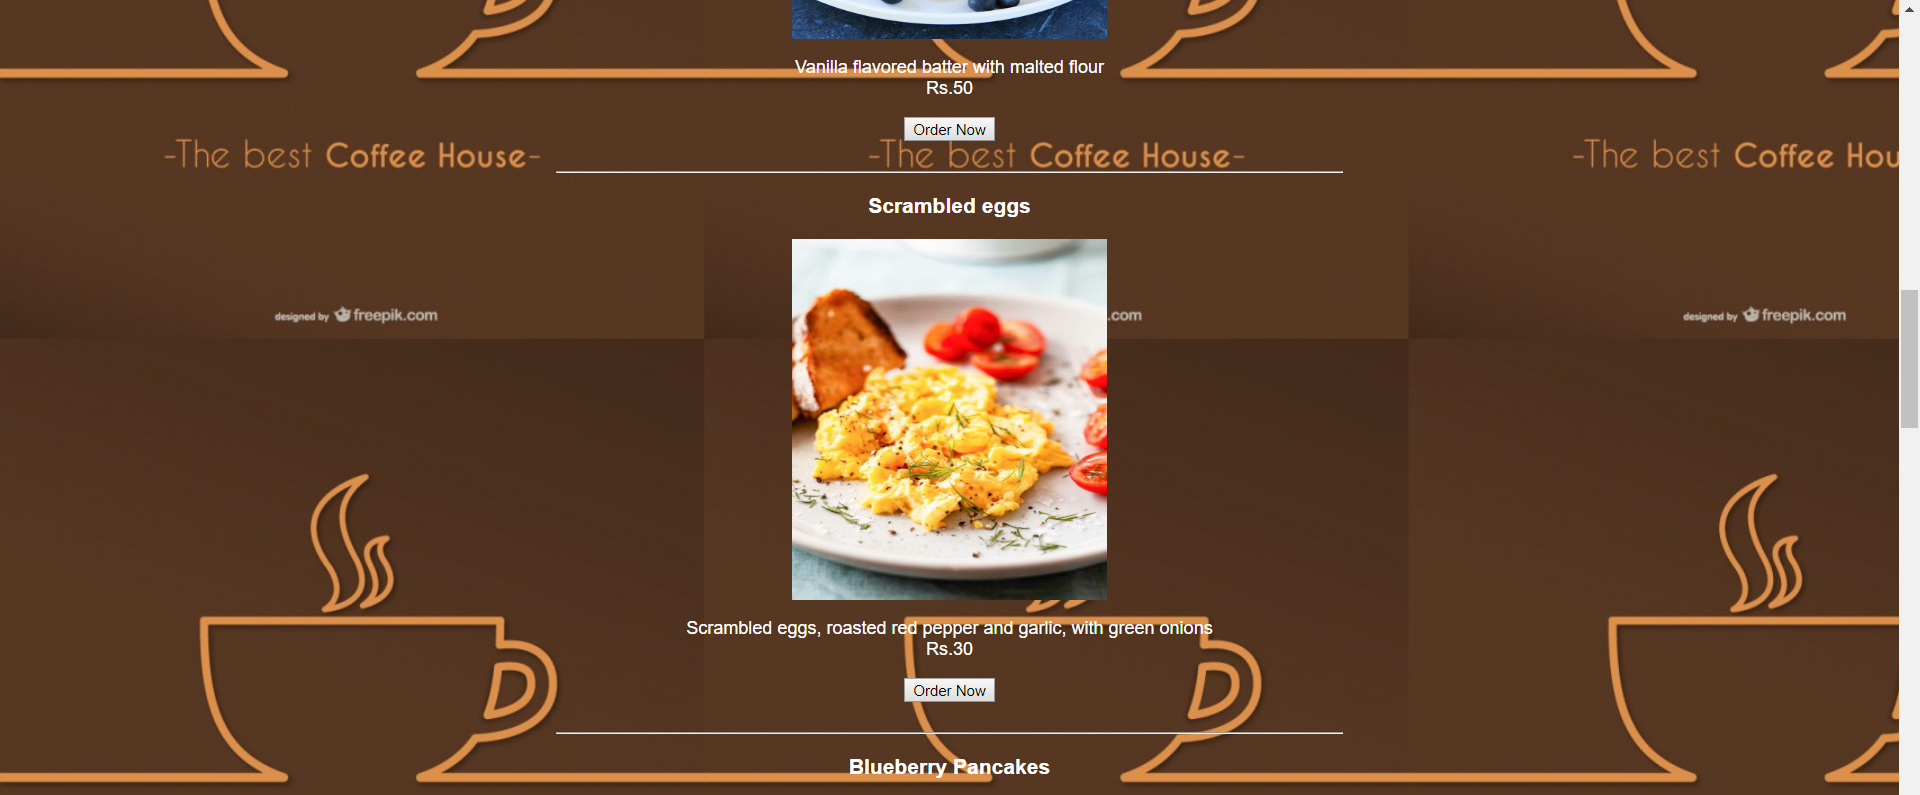 Vanilla flavored batter with malted flour
Rs.50
Order Now
-The best Coffee House-
-The best Coffee House-
-The best Coffee Hou
Scrambled eggs
designed by freepik.com
.com
designed by freepik.com
Scrambled eggs, roasted red pepper and garlic, with green onions
Rs.30
Order Now
Blueberry Pancakes